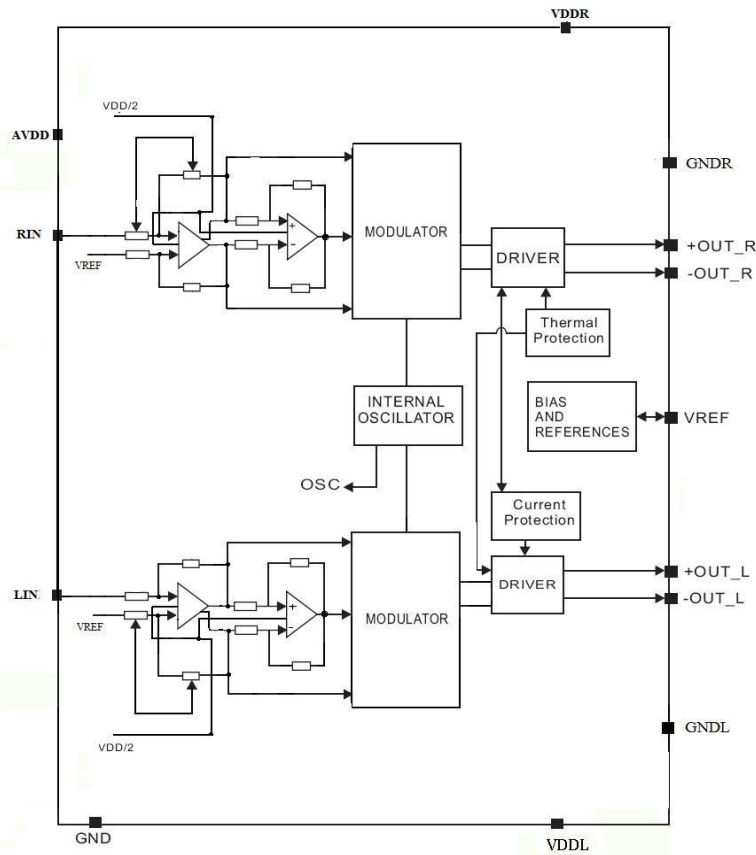 VDDR
VDD/2
AVDD
GNDR
RIN
MODULATOR
DRIVER
+OUT_R
VREF
-OUT_R
Thermal
Protection
INTERNAL
OSCILLATOR
BIAS
AND
REFERENCES
VREF
OSC
Current
Protection
LIN
+OUT_L
DRIVER
-OUT_L
VREF
MODULATOR
GNDL
VDD/2
GND
VDDL
+
-
+
-